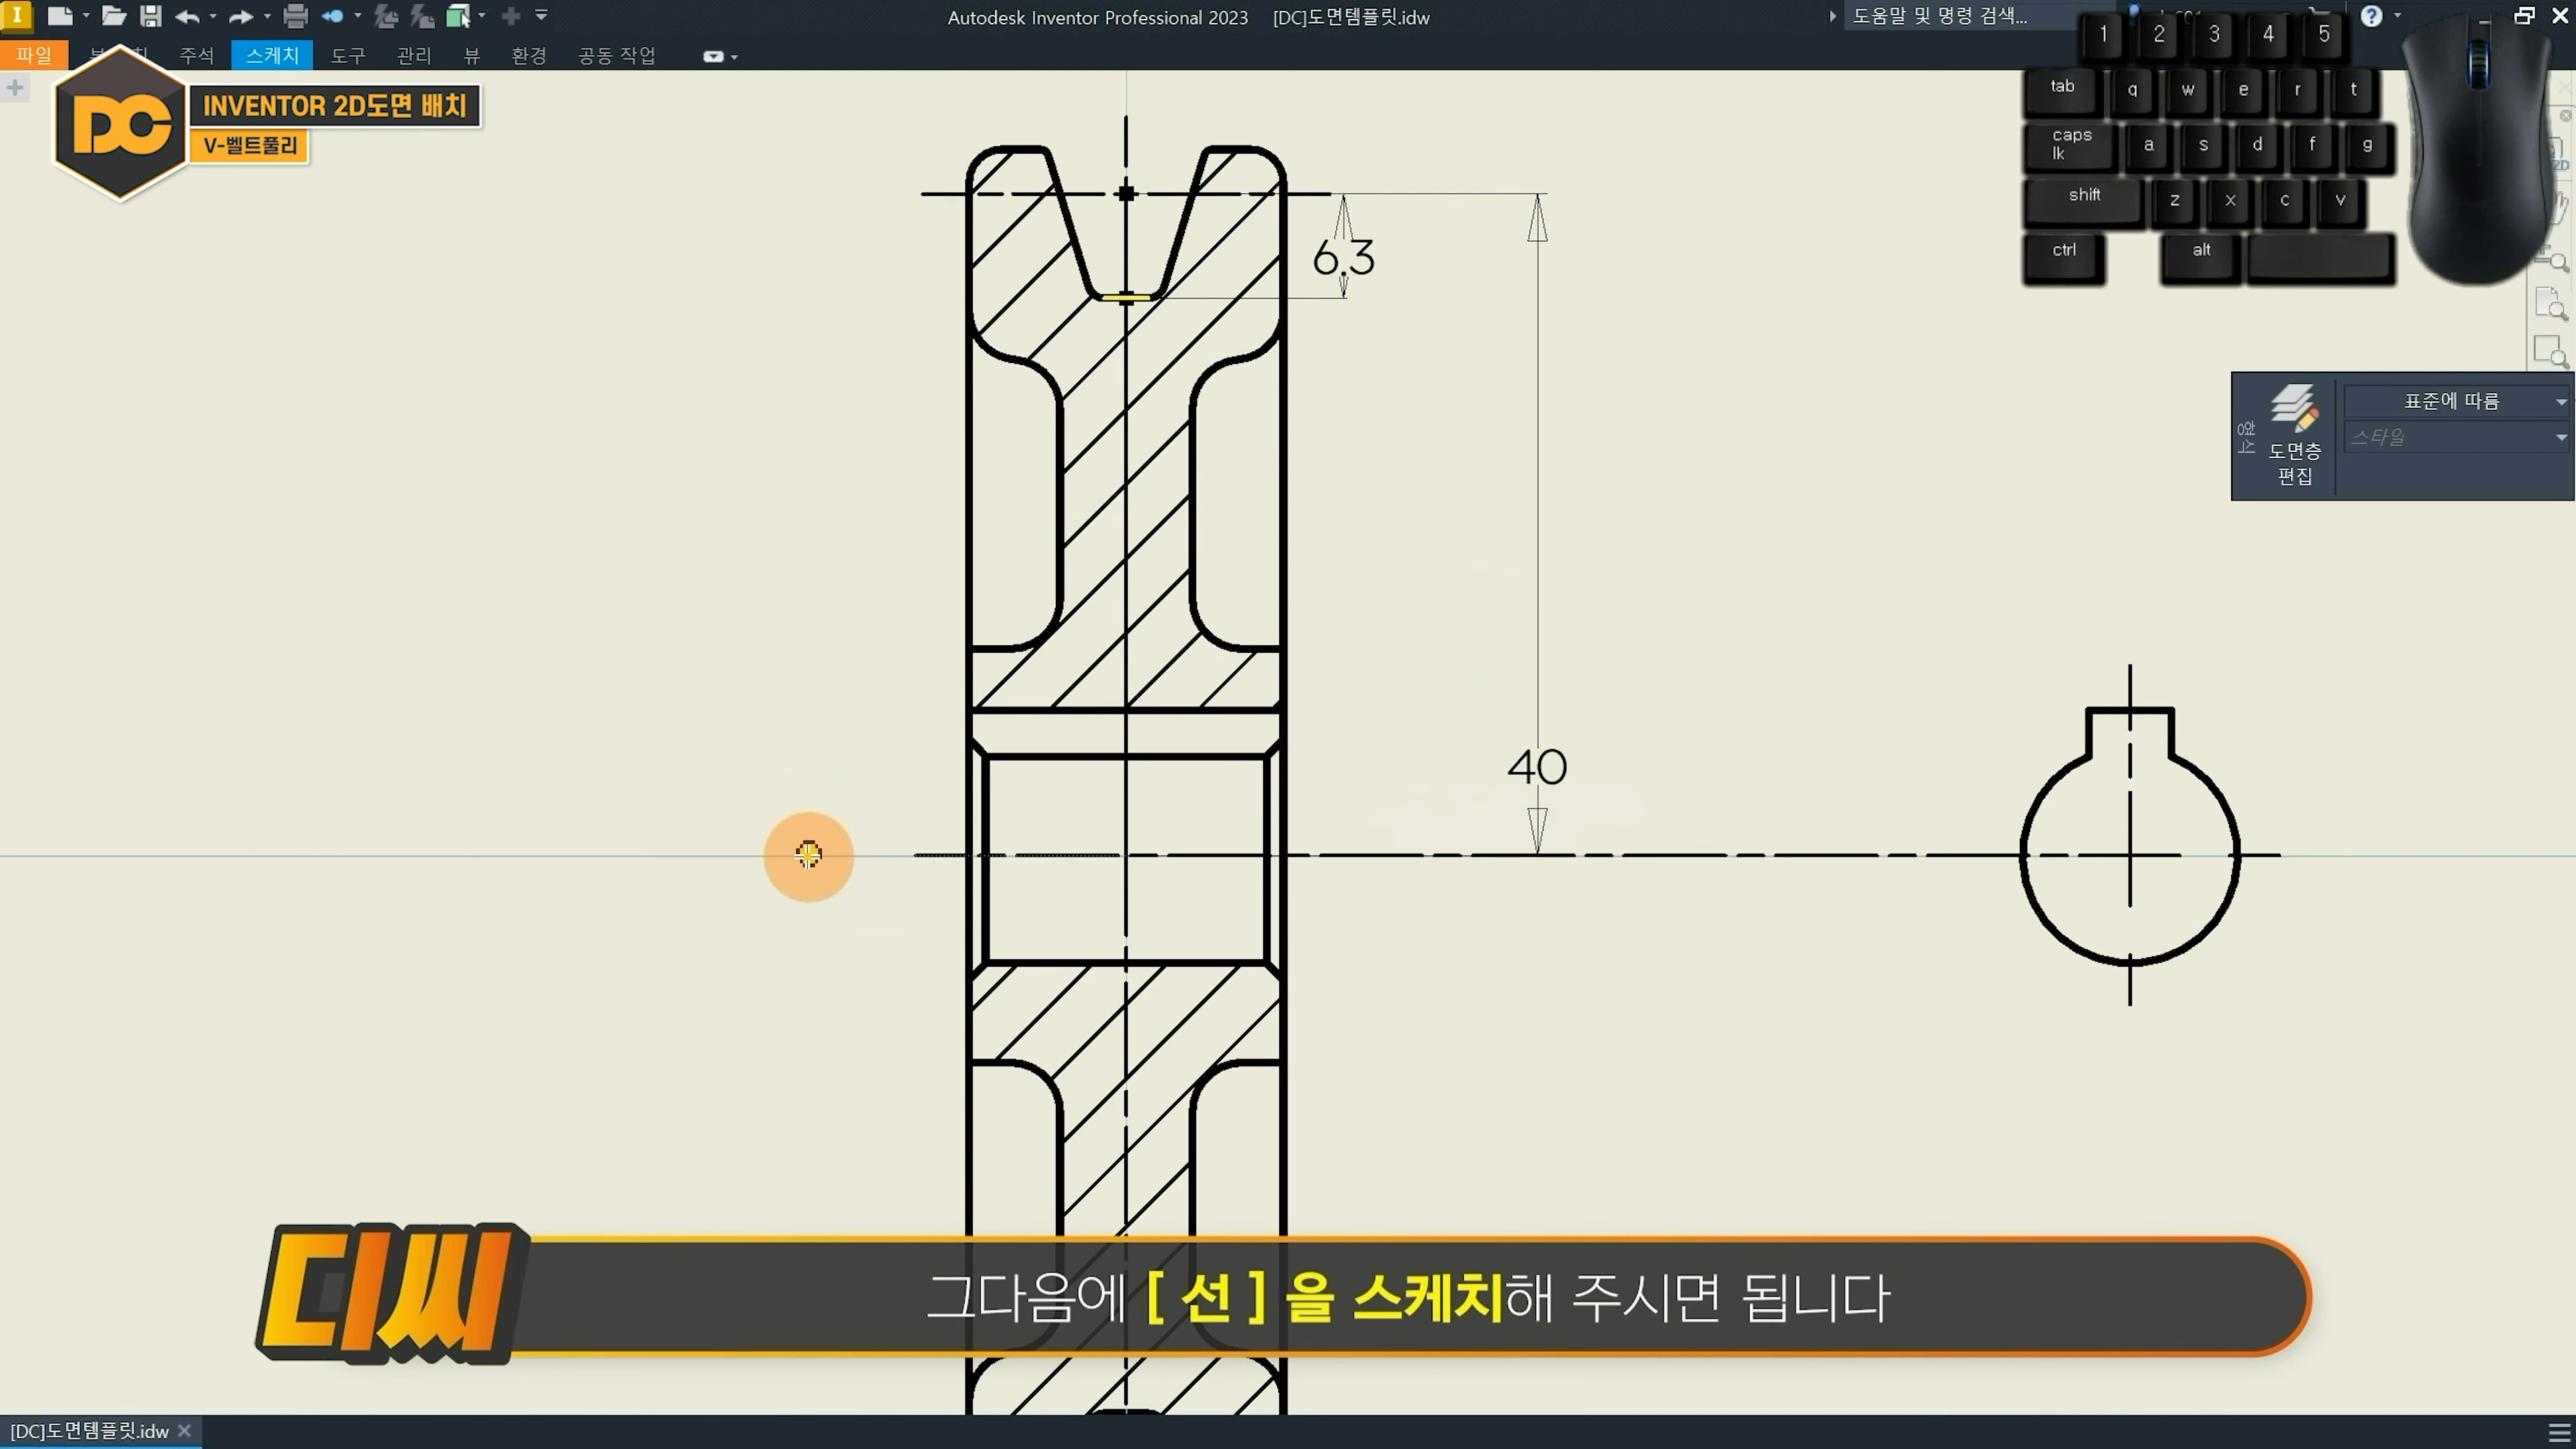 Autodesk Inventor Professional 2023 [DC]도면템플릿.idw
도움말 및 명령 검색...
파일 주석 스케치 도구 관리 뷰 환경 공동 작업
DC
INVENTOR 2D도면 배치
V-벨트풀리
1 2 3 4 5
tab q w e r t
caps lk a s d f g
shift z x c v
ctrl alt
6.3
40
표준에 따름
스타일
형식
도면층
편집
디씨
그다음에 [ 선 ] 을 스케치해 주시면 됩니다
[DC]도면템플릿.idw